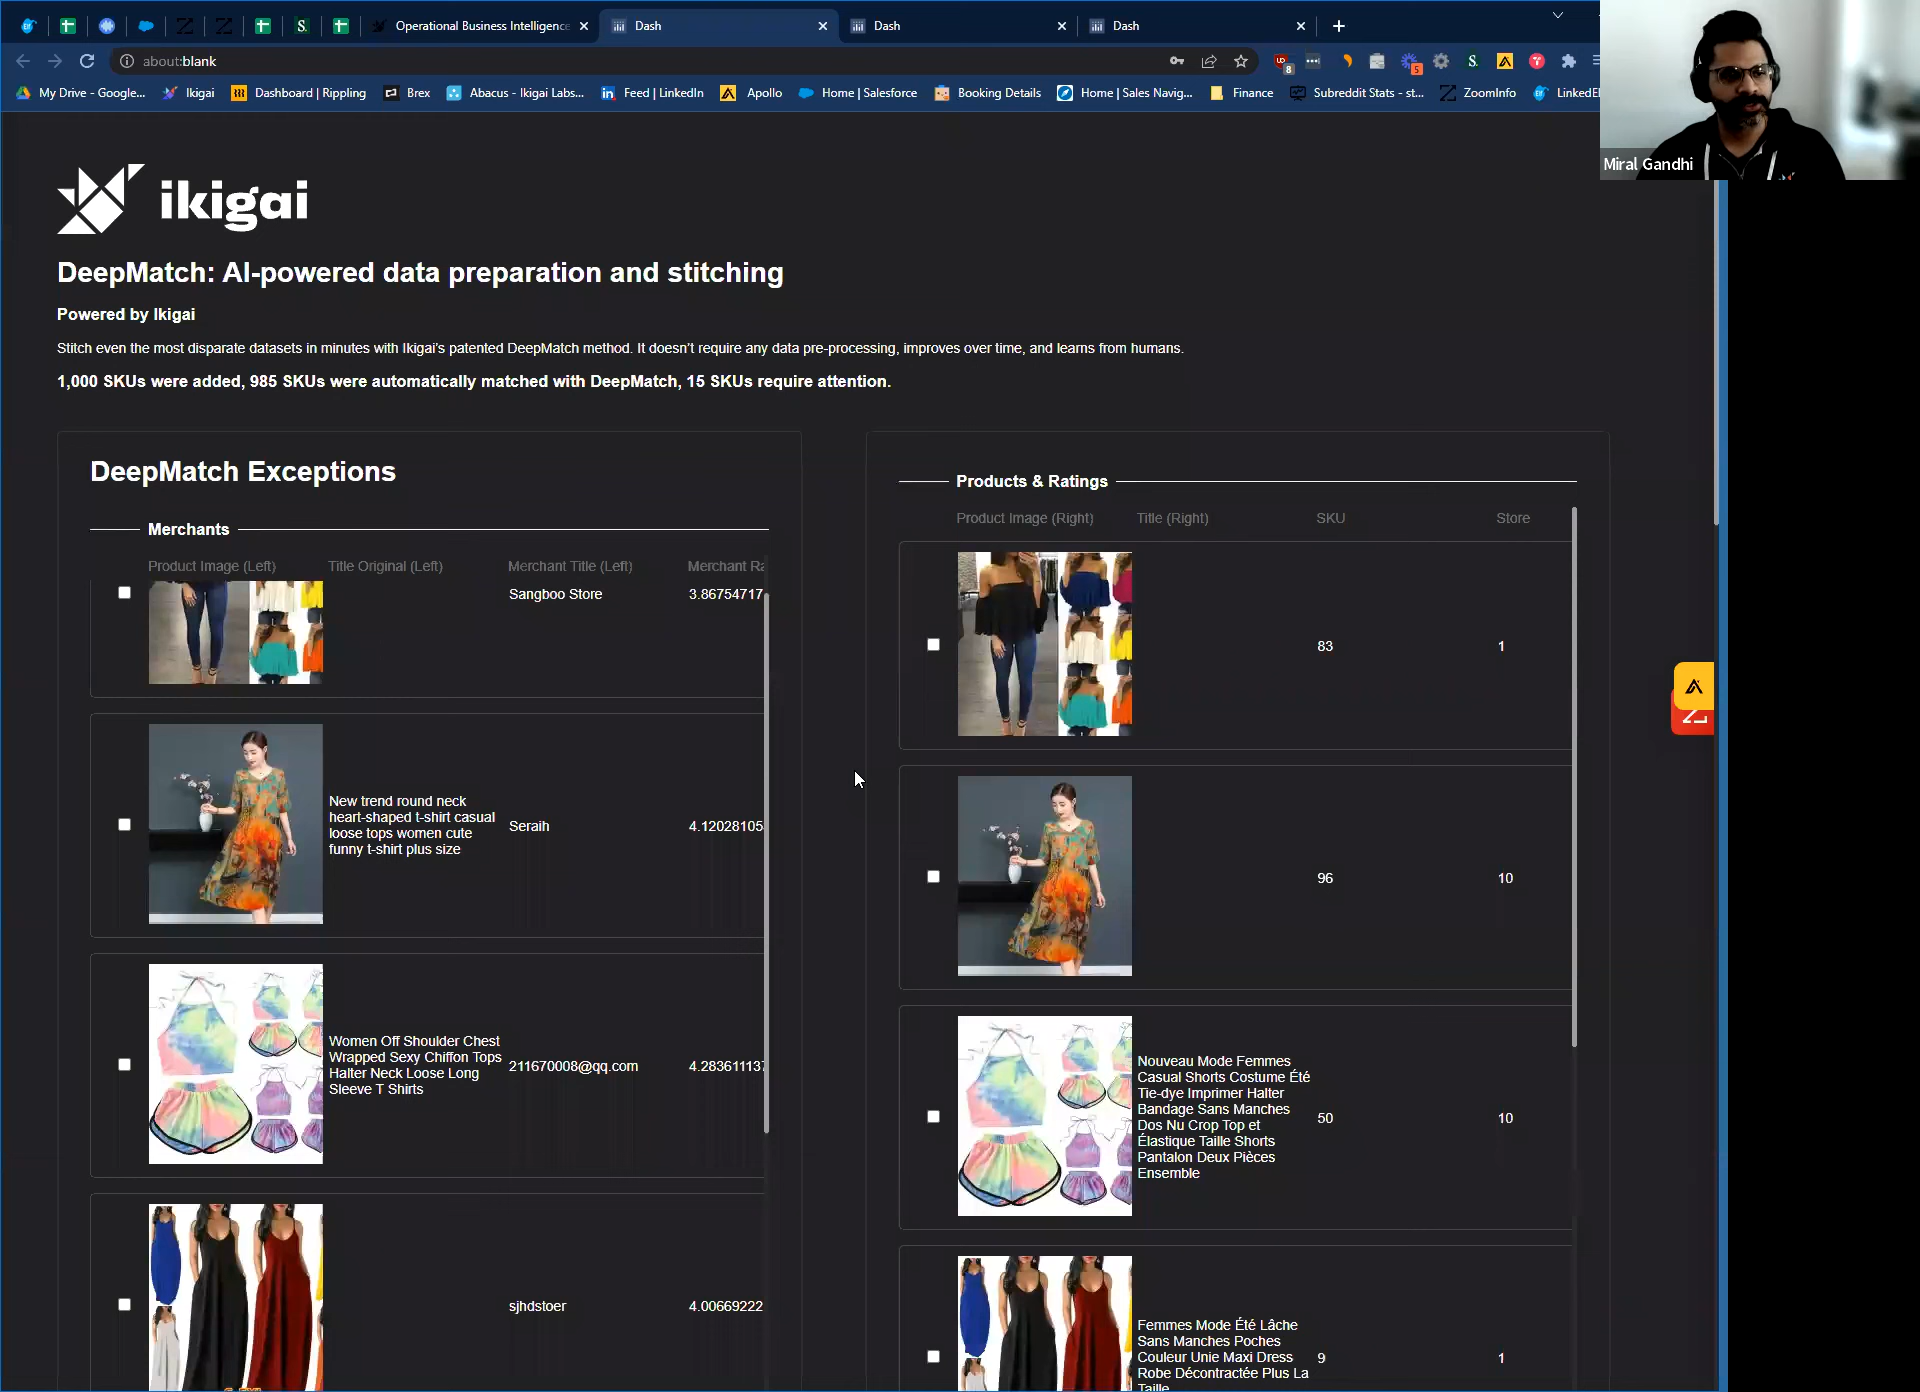 Operational Business Intelligence
Dash
Dash
Dash
about:blank
My Drive - Google...
Ikigai
Dashboard | Rippling
Brex
Abacus - Ikigai Labs...
Feed | LinkedIn
Apollo
Home | Salesforce
Booking Details
Home | Sales Navig...
Finance
Subreddit Stats - st...
ZoomInfo
Miral Gandhi
ikigai
DeepMatch: AI-powered data preparation and stitching
Powered by Ikigai
Stitch even the most disparate datasets in minutes with Ikigai's patented DeepMatch method. It doesn't require any data pre-processing, improves over time, and learns from humans.
1,000 SKUs were added, 985 SKUs were automatically matched with DeepMatch, 15 SKUs require attention.
DeepMatch Exceptions
Merchants
Product Image (Left)
Title Original (Left)
Merchant Title (Left)
Merchant Ra
Sangboo Store
3.86754717
New trend round neck
heart-shaped t-shirt casual
loose tops women cute
funny t-shirt plus size
Seraih
4.12028105
Women Off Shoulder Chest
Wrapped Sexy Chiffon Tops
Halter Neck Loose Long
Sleeve T Shirts
211670008@qq.com
4.28361113
sjhdstoer
4.00669222
Products & Ratings
Product Image (Right)
Title (Right)
SKU
Store
83
1
96
10
Nouveau Mode Femmes
Casual Shorts Costume Été
Tie-dye Imprimer Halter
Bandage Sans Manches
Dos Nu Crop Top et
Élastique Taille Shorts
Pantalon Deux Pièces
Ensemble
50
10
Femmes Mode Été Lâche
Sans Manches Poches
Couleur Unie Maxi Dress
Robe Décontractée Plus La
Taille
9
1